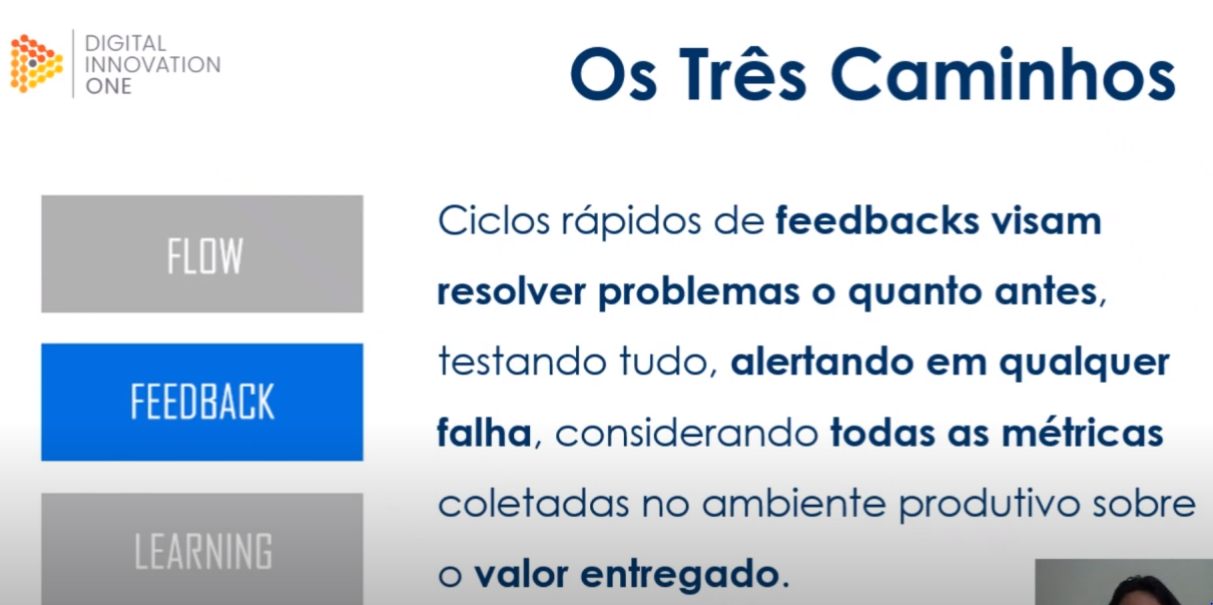 DIGITAL
INNOVATION
ONE
Os Três Caminhos
FLOW
FEEDBACK
LEARNING
Ciclos rápidos de feedbacks visam
resolver problemas o quanto antes,
testando tudo, alertando em qualquer
falha, considerando todas as métricas
coletadas no ambiente produtivo sobre
o valor entregado.